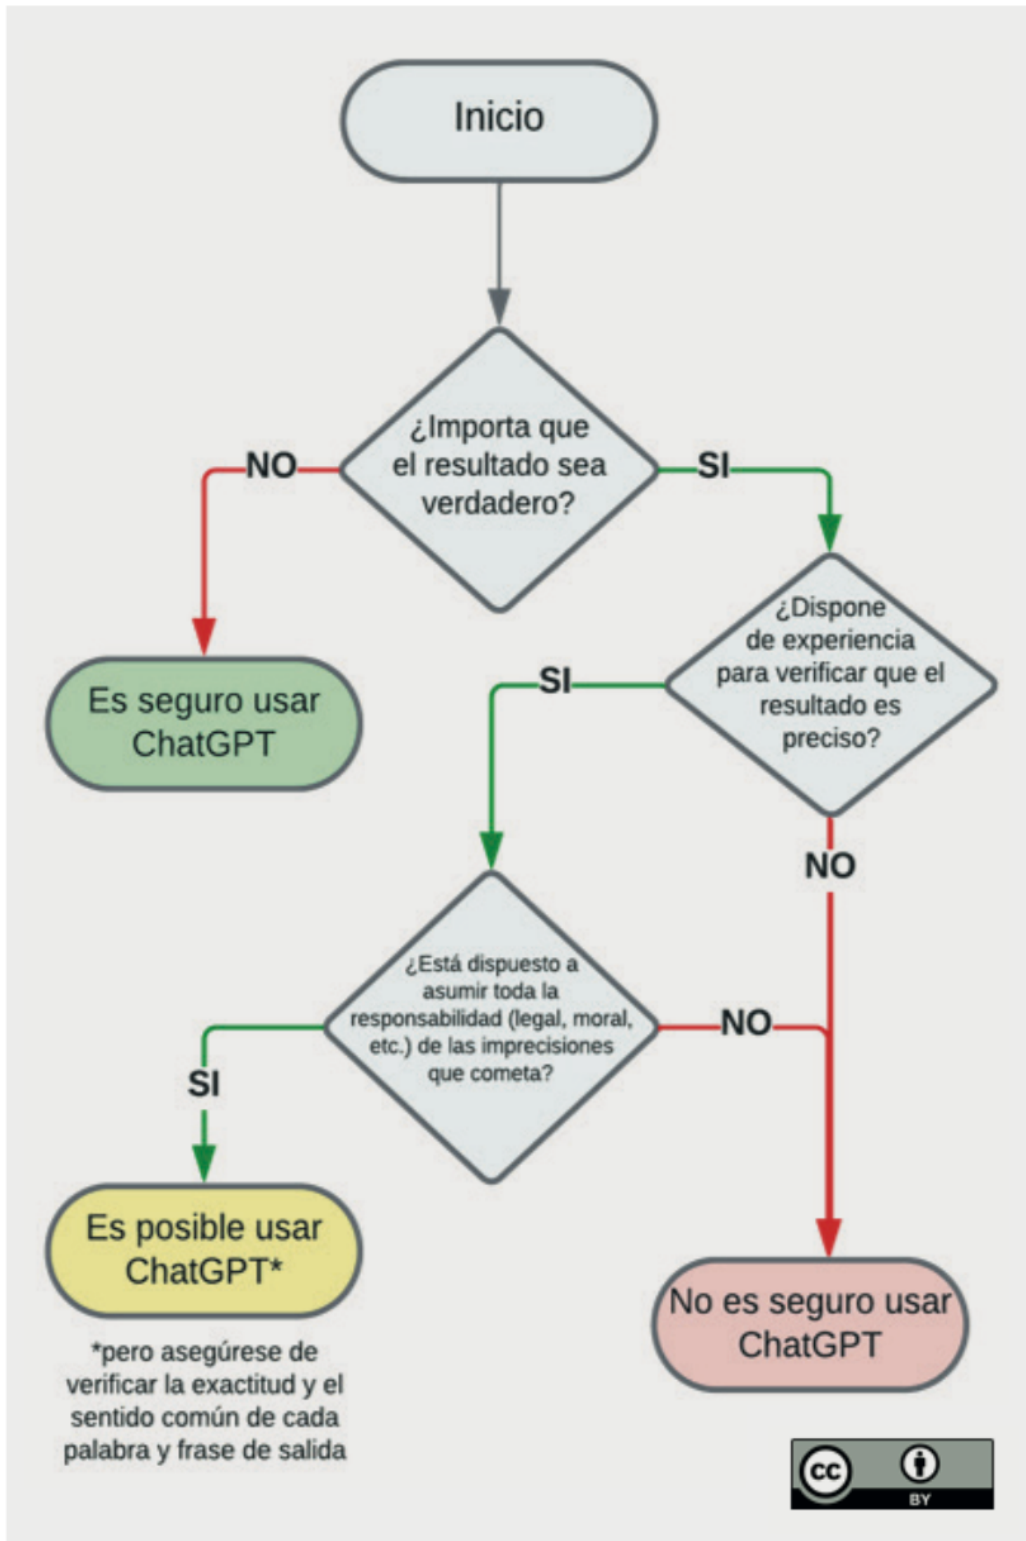 Inicio
¿Importa que
el resultado sea
verdadero?
NO
SI
¿Dispone
de experiencia
para verificar que el
resultado es
preciso?
Es seguro usar
ChatGPT
SI
NO
¿Está dispuesto a
asumir toda la
responsabilidad (legal, moral,
etc.) de las imprecisiones
que cometa?
NO
SI
Es posible usar
ChatGPT*
*pero asegúrese de
verificar la exactitud y el
sentido común de cada
palabra y frase de salida
No es seguro usar
ChatGPT
cc
BY